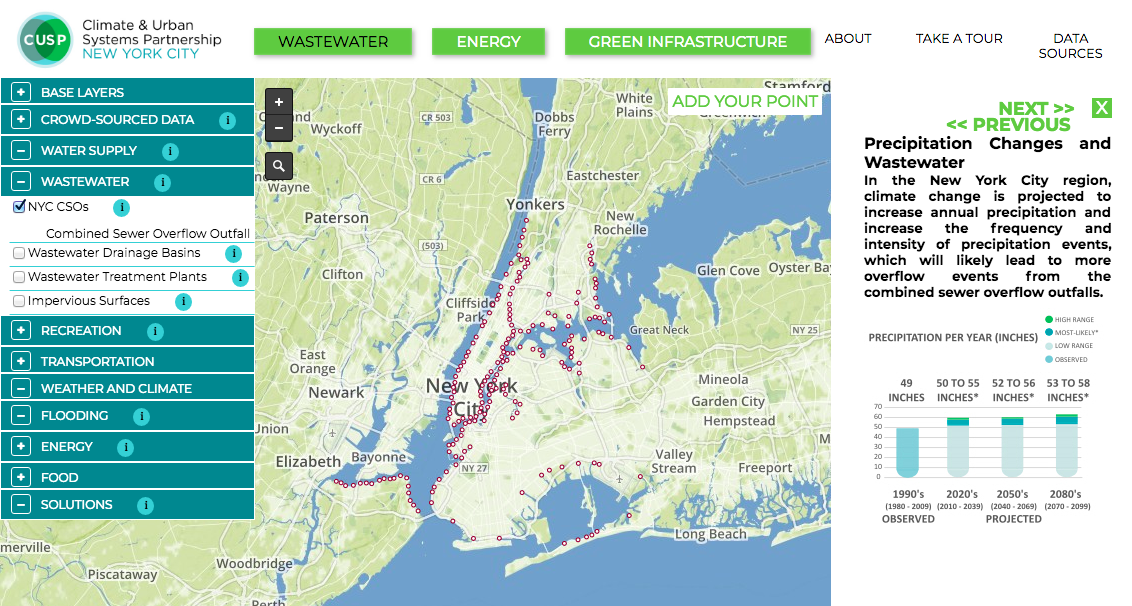 CUSP
Climate & Urban
Systems Partnership
NEW YORK CITY
WASTEWATER
ENERGY
GREEN INFRASTRUCTURE
ABOUT
TAKE A TOUR
DATA
SOURCES
+ BASE LAYERS
+ CROWD-SOURCED DATA i
− WATER SUPPLY i
− WASTEWATER i
NYC CSOs i
Combined Sewer Overflow Outfall
Wastewater Drainage Basins i
Wastewater Treatment Plants i
Impervious Surfaces i
+ RECREATION i
+ TRANSPORTATION
− WEATHER AND CLIMATE
− FLOODING i
+ ENERGY i
+ FOOD
− SOLUTIONS i
+
−
ADD YOUR POINT
Stamford
White
Plains
Greenwich
CR 503
Dobbs
Ferry
Wyckoff
Wayne
CR 6
Eastchester
Yonkers
New
Rochelle
Paterson
(503)
Clifton
Glen Cove
Oyster Bay
Cliffside
Park
Great Neck
NY 25
East
Orange
Newark
New York
City
Mineola
Garden City
Hempstead
Union
Elizabeth
Bayonne
NY 27
Valley
Stream
Freeport
M
Long Beach
merville
Woodbridge
Piscataway
Perth
NEXT >>
X
<< PREVIOUS
Precipitation Changes and
Wastewater
In the New York City region,
climate change is projected to
increase annual precipitation and
increase the frequency and
intensity of precipitation events,
which will likely lead to more
overflow events from the
combined sewer overflow outfalls.
HIGH RANGE
MOST-LIKELY*
LOW RANGE
OBSERVED
PRECIPITATION PER YEAR (INCHES)
49 50 TO 55 52 TO 56 53 TO 58
INCHES INCHES* INCHES* INCHES*
70
60
50
40
30
20
10
0
1990's 2020's 2050's 2080's
(1980 - 2009) (2010 - 2039) (2040 - 2069) (2070 - 2099)
OBSERVED PROJECTED